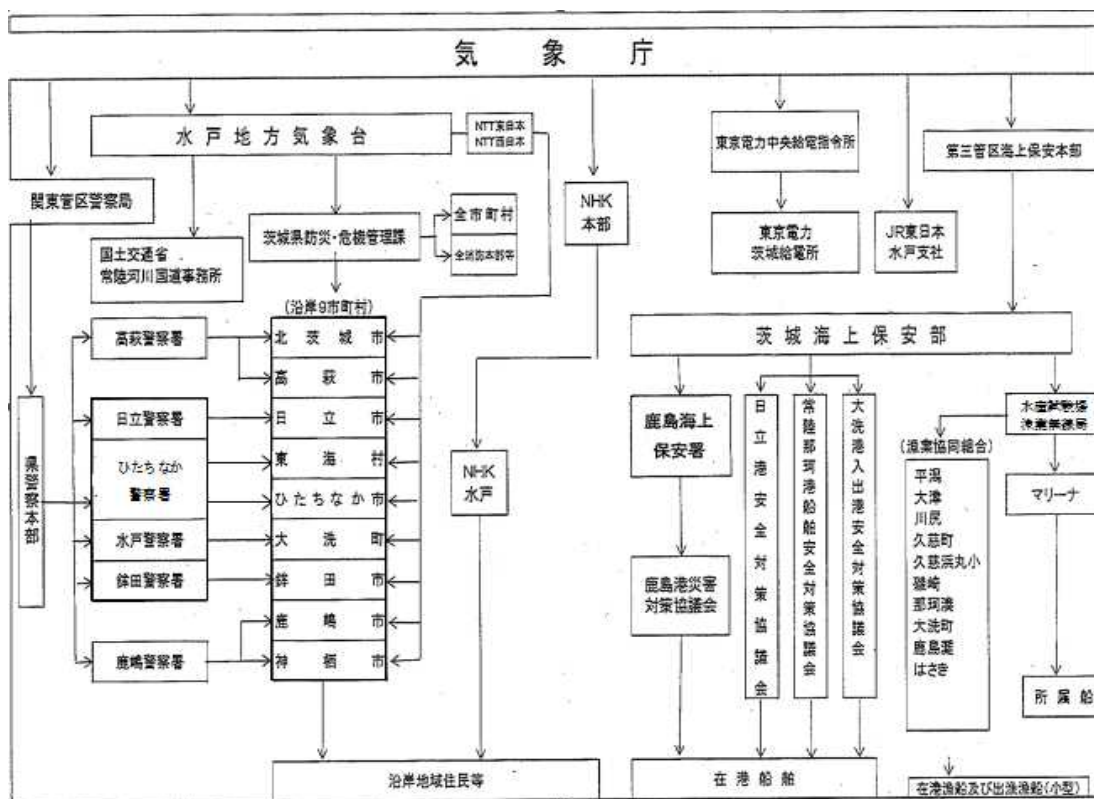 気象庁
水戸地方気象台
NTT東日本
NTT西日本
東京電力中央給電指令所
第三管区海上保安本部
関東管区警察局
NHK
本部
全市町村
茨城県防災・危機管理課
東京電力
茨城給電所
JR東日本
水戸支社
国土交通省
常陸河川国道事務所
(沿岸9市町村)
高萩警察署
北茨城市
高萩市
日立警察署
日立市
ひたちなか
警察署
東海村
ひたちなか市
水戸警察署
大洗町
鉾田警察署
鉾田市
鹿嶋市
鹿嶋警察署
神栖市
県警察本部
NHK
水戸
茨城海上保安部
鹿島海上
保安署
日立港安全対策協議会
常陸那珂港船舶安全対策協議会
大洗港入出港安全対策協議会
水産試験場
漁業無線局
(漁業協同組合)
平潟
大津
川尻
久慈町
久慈浜丸小
磯崎
那珂湊
大洗町
鹿島灘
はさき
マリーナ
鹿島港災害
対策協議会
所属船
沿岸地域住民等
在港船舶
在港漁船及び出漁漁船(小型)